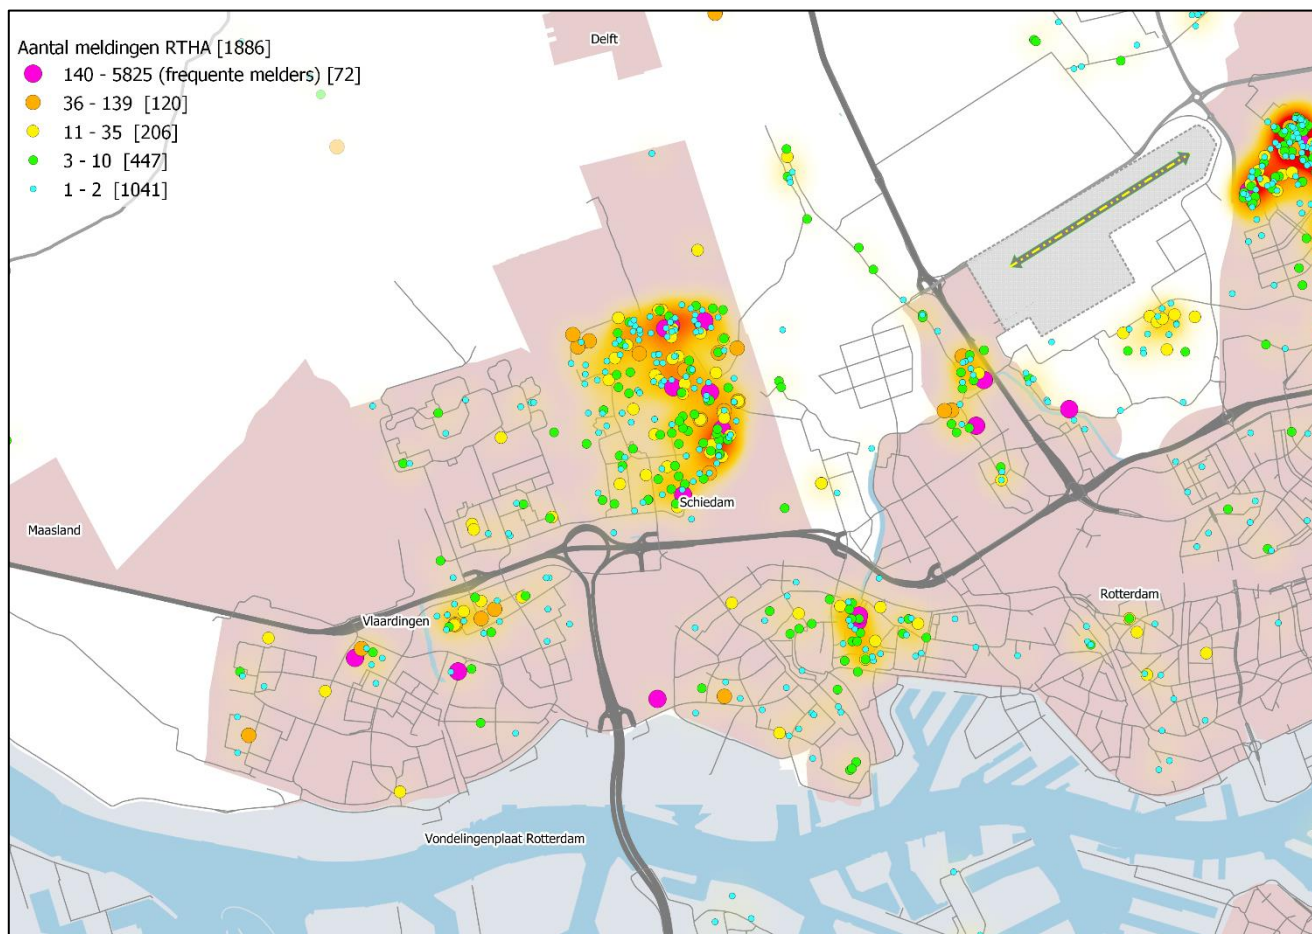 Delft
Aantal meldingen RTHA [1886]
140 - 5825 (frequente melders) [72]
36 - 139 [120]
11 - 35 [206]
3 - 10 [447]
1 - 2 [1041]
Schiedam
Maasland
Rotterdam
Vlaardingen
Vondelingenplaat Rotterdam